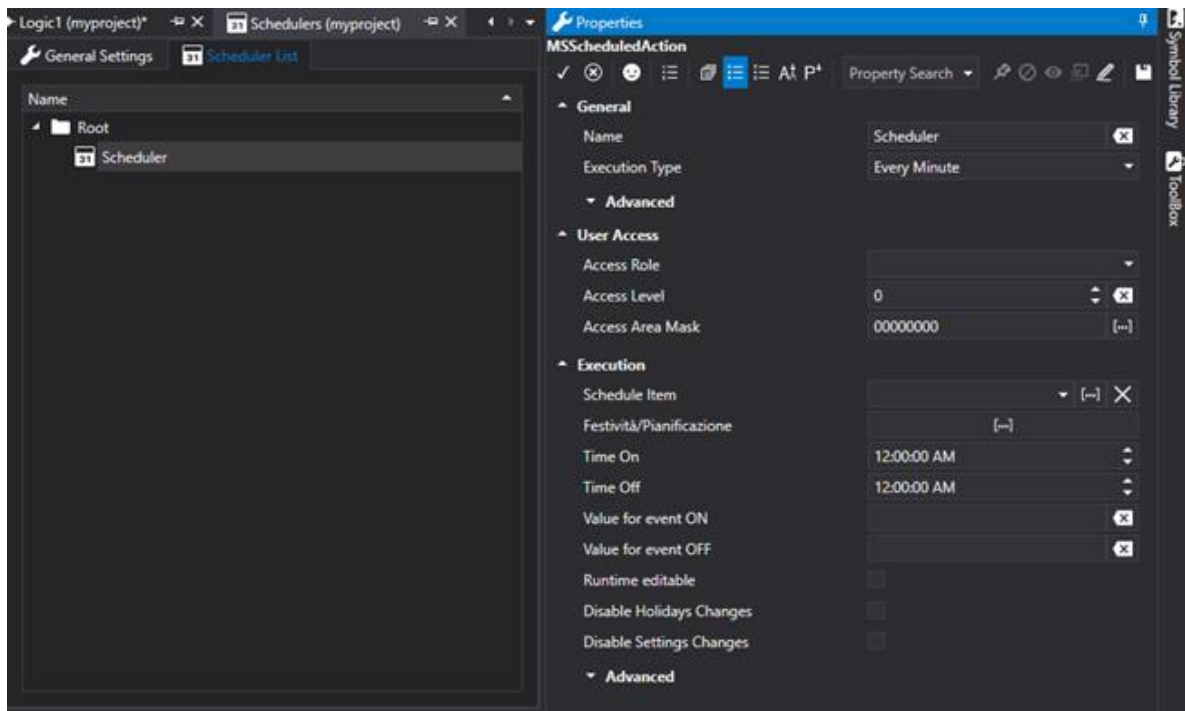 Logic1 (myproject)*
Schedulers (myproject)
General Settings
Scheduler List
Name
Root
Scheduler
Properties
MSScheduledAction
Property Search
General
Name Scheduler
Execution Type Every Minute
Advanced
User Access
Access Role
Access Level 0
Access Area Mask 00000000
Execution
Schedule Item
Festività/Pianificazione
Time On 12:00:00 AM
Time Off 12:00:00 AM
Value for event ON
Value for event OFF
Runtime editable
Disable Holidays Changes
Disable Settings Changes
Advanced
Symbol Library
ToolBox